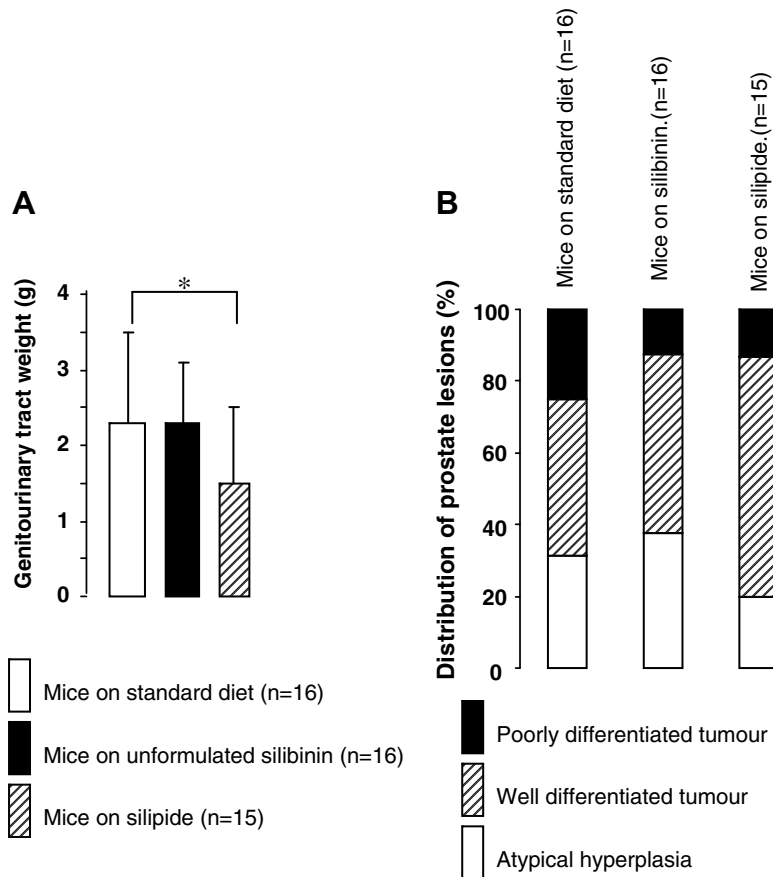 A
Genitourinary tract weight (g)
4
3
2
1
0
*
Mice on standard diet (n=16)
Mice on unformulated silibinin (n=16)
Mice on silipide (n=15)
B
Mice on standard diet (n=16)
Mice on silibinin.(n=16)
Mice on silipide.(n=15)
Distribution of prostate lesions (%)
100
80
60
40
20
0
Poorly differentiated tumour
Well differentiated tumour
Atypical hyperplasia